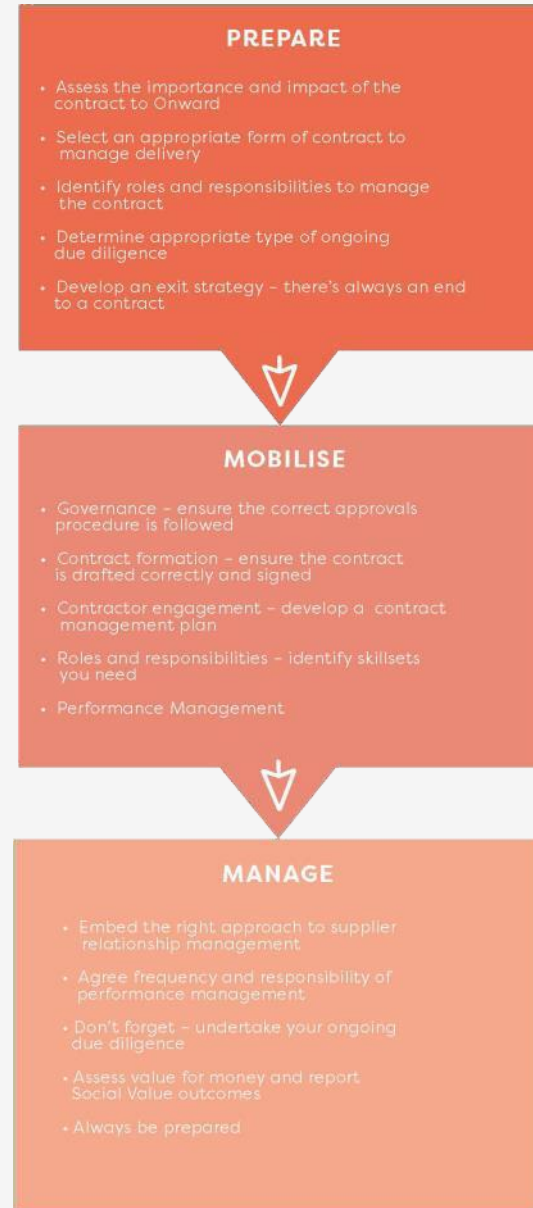 PREPARE
• Assess the importance and impact of the
contract to Onward
• Select an appropriate form of contract to
manage delivery
• Identify roles and responsibilities to manage
the contract
• Determine appropriate type of ongoing
due diligence
• Develop an exit strategy – there's always an end
to a contract
MOBILISE
• Governance – ensure the correct approvals
procedure is followed
• Contract formation – ensure the contract
is drafted correctly and signed
• Contractor engagement – develop a contract
management plan
• Roles and responsibilities – identify skillsets
you need
• Performance Management
MANAGE
• Embed the right approach to supplier
relationship management
• Agree frequency and responsibility of
performance management
• Don't forget – undertake your ongoing
due diligence
• Assess value for money and report
Social Value outcomes
• Always be prepared